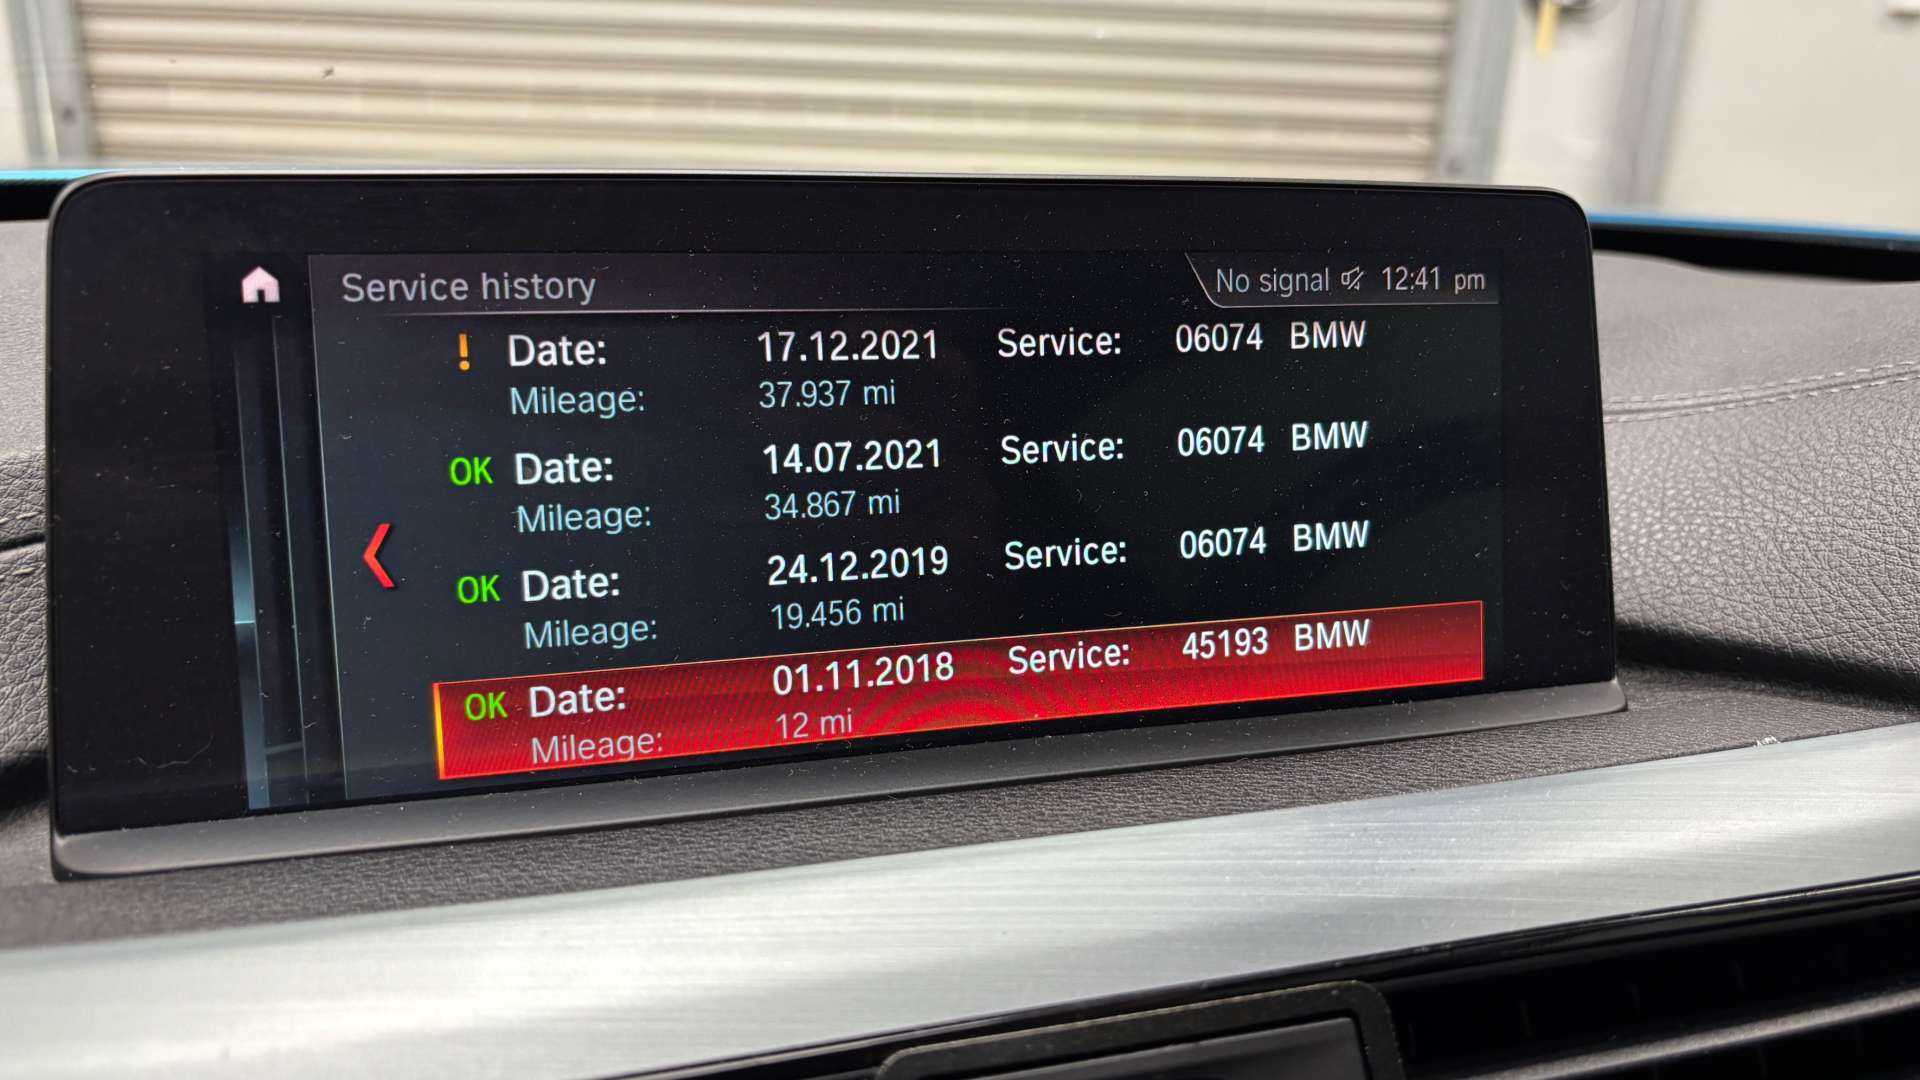 Service history No signal 12:41 pm
! Date: 17.12.2021 Service: 06074 BMW
Mileage: 37.937 mi
OK Date: 14.07.2021 Service: 06074 BMW
Mileage: 34.867 mi
OK Date: 24.12.2019 Service: 06074 BMW
Mileage: 19.456 mi
OK Date: 01.11.2018 Service: 45193 BMW
Mileage: 12 mi